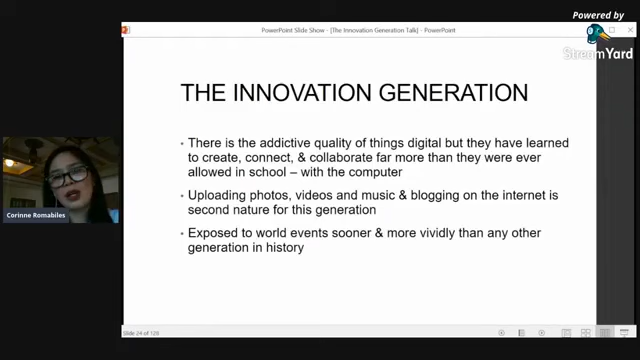 Powered by
StreamYard
PowerPoint Slide Show - [The Innovation Generation Talk] - PowerPoint
THE INNOVATION GENERATION
• There is the addictive quality of things digital but they have learned
to create, connect, & collaborate far more than they were ever
allowed in school – with the computer
• Uploading photos, videos and music & blogging on the internet is
second nature for this generation
• Exposed to world events sooner & more vividly than any other
generation in history
Corinne Romabiles
Slide 24 of 128